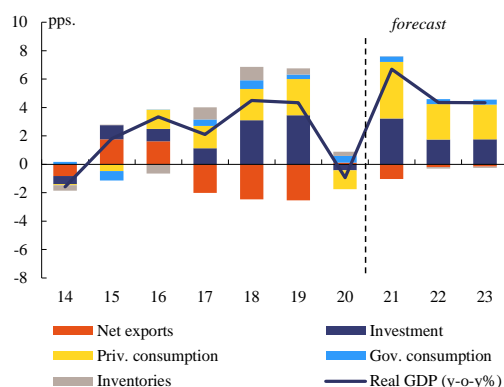 pps.
forecast
10
8
6
4
2
0
-2
-4
-6
-8
14 15 16 17 18 19 20 21 22 23
Net exports Investment
Priv. consumption Gov. consumption
Inventories Real GDP (y-o-y%)